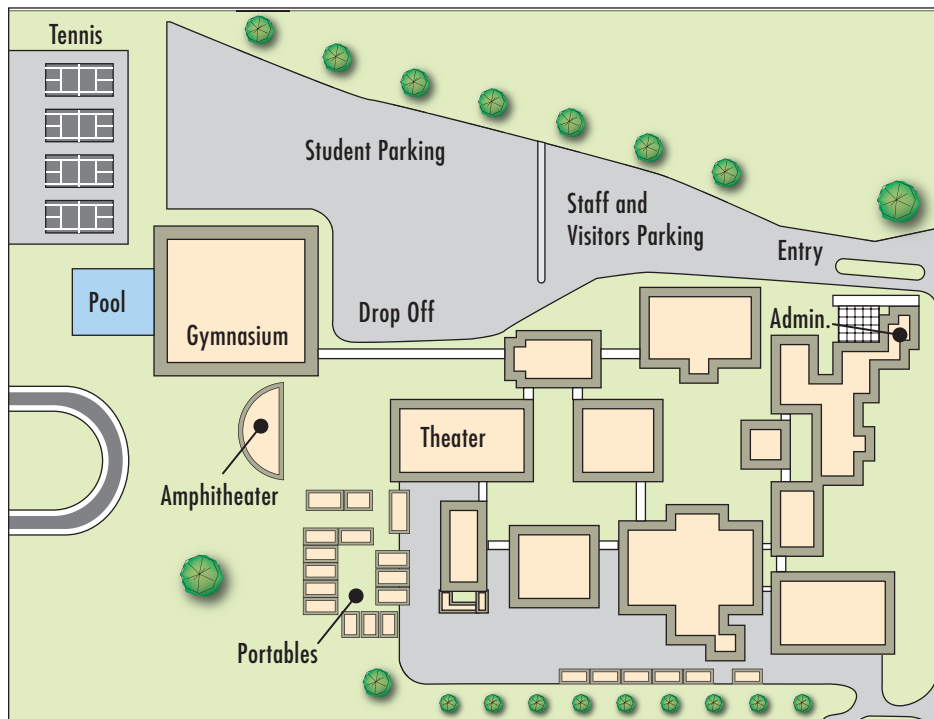 Tennis
Student Parking
Staff and
Visitors Parking
Entry
Pool
Gymnasium
Drop Off
Admin.
Theater
Amphitheater
Portables